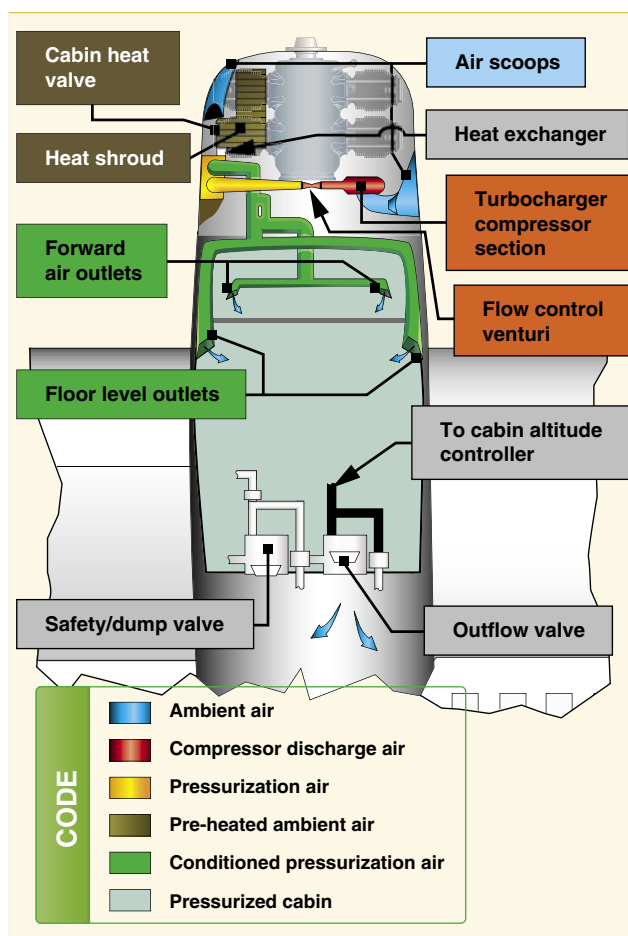 Cabin heat
valve
Air scoops
Heat shroud
Heat exchanger
Turbocharger
compressor
section
Forward
air outlets
Flow control
venturi
Floor level outlets
To cabin altitude
controller
Safety/dump valve
Outflow valve
CODE
Ambient air
Compressor discharge air
Pressurization air
Pre-heated ambient air
Conditioned pressurization air
Pressurized cabin